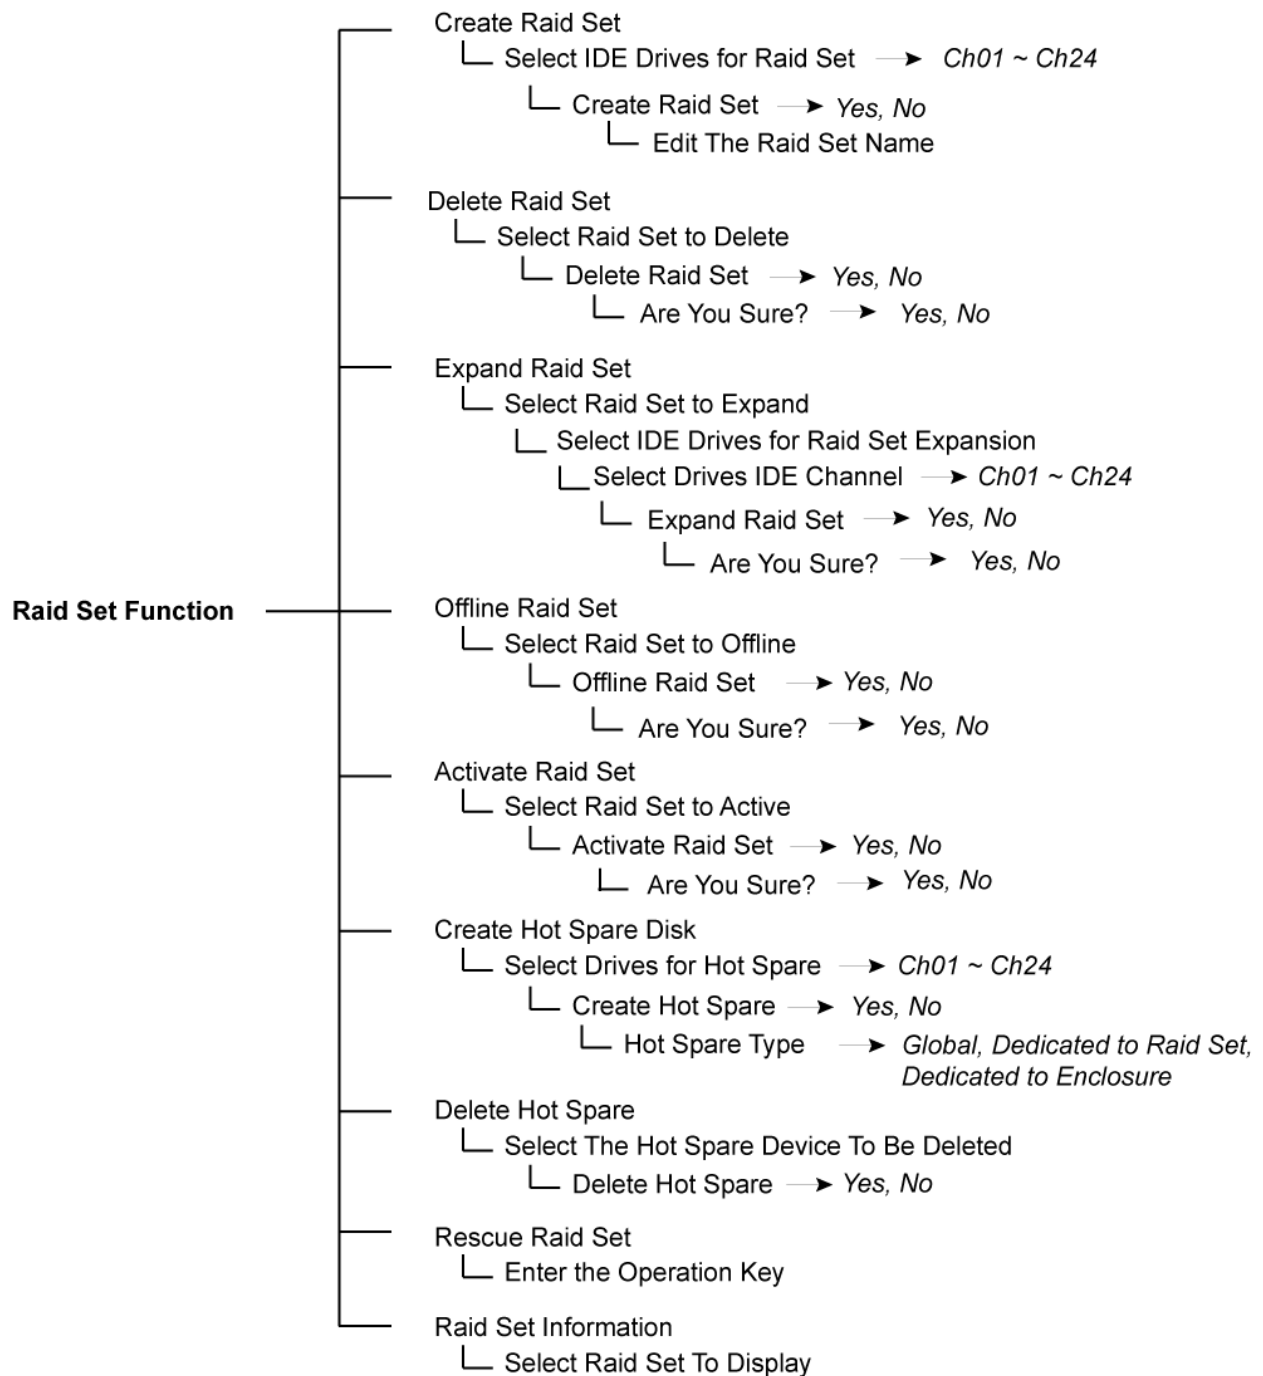 Create Raid Set
Select IDE Drives for Raid Set Ch01 ~ Ch24
Create Raid Set Yes, No
Edit The Raid Set Name
Delete Raid Set
Select Raid Set to Delete
Delete Raid Set Yes, No
Are You Sure? Yes, No
Expand Raid Set
Select Raid Set to Expand
Select IDE Drives for Raid Set Expansion
Select Drives IDE Channel Ch01 ~ Ch24
Expand Raid Set Yes, No
Are You Sure? Yes, No
Raid Set Function
Offline Raid Set
Select Raid Set to Offline
Offline Raid Set Yes, No
Are You Sure? Yes, No
Activate Raid Set
Select Raid Set to Active
Activate Raid Set Yes, No
Are You Sure? Yes, No
Create Hot Spare Disk
Select Drives for Hot Spare Ch01 ~ Ch24
Create Hot Spare Yes, No
Hot Spare Type Global, Dedicated to Raid Set,
Dedicated to Enclosure
Delete Hot Spare
Select The Hot Spare Device To Be Deleted
Delete Hot Spare Yes, No
Rescue Raid Set
Enter the Operation Key
Raid Set Information
Select Raid Set To Display